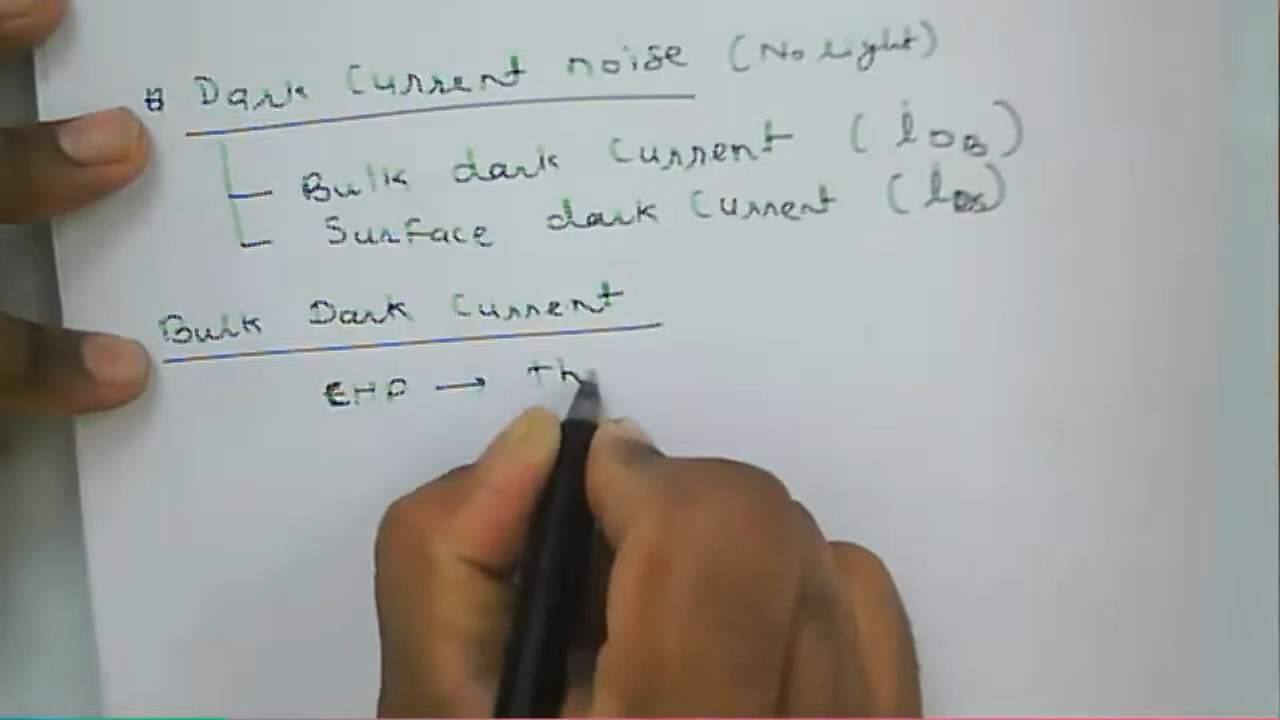 # Dark Current noise (No light)
Bulk dark current (iDB)
Surface dark current (iDS)
Bulk Dark Current
EHP → th